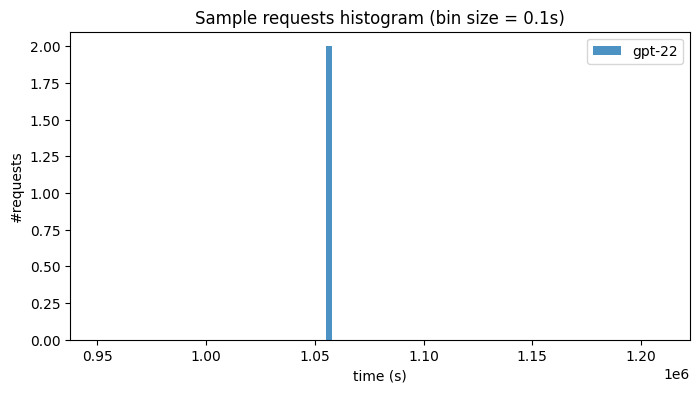 Sample requests histogram (bin size = 0.1s)
gpt-22
2.00
1.75
1.50
1.25
1.00
0.75
0.50
0.25
0.00
#requests
0.95 1.00 1.05 1.10 1.15 1.20
1e6
time (s)